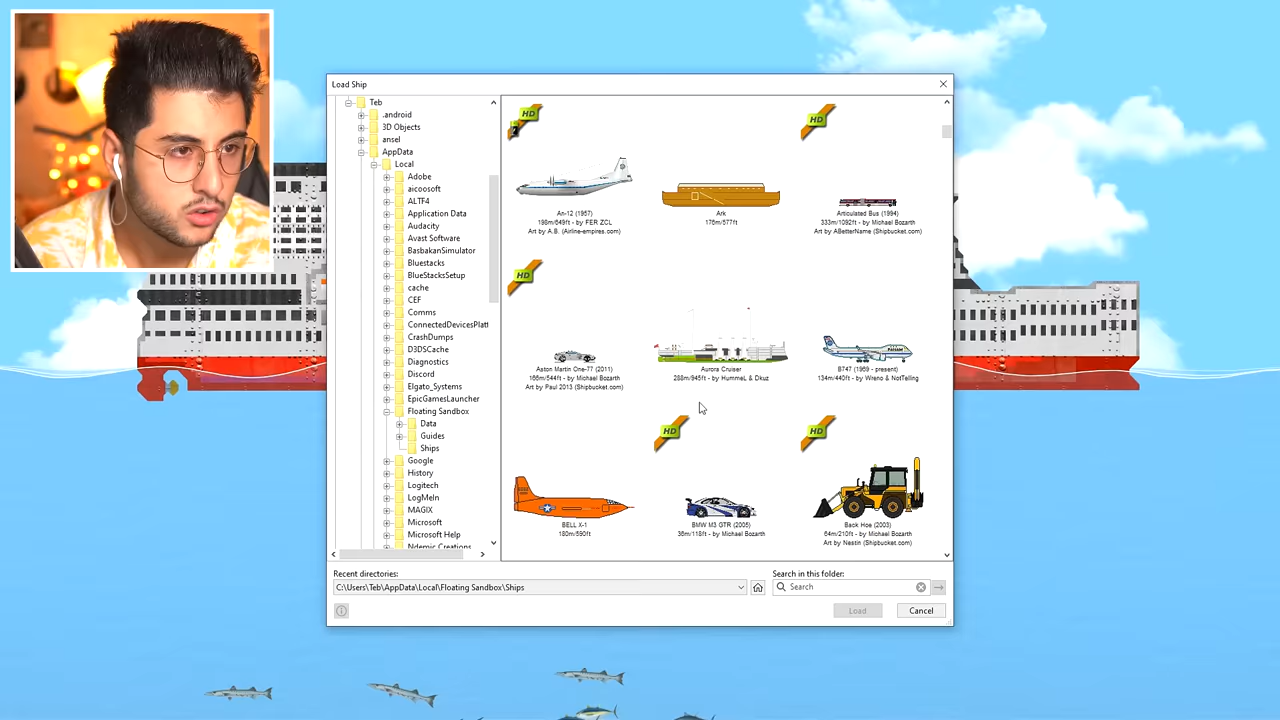 Load Ship
Teb
.android
3D Objects
ansel
AppData
Local
Adobe
aicoosoft
ALTF4
Application Data
Audacity
Avast Software
BasbakanSimulator
Bluestacks
BlueStacksSetup
cache
CEF
Comms
ConnectedDevicesPlatf
CrashDumps
D3DSCache
Diagnostics
Discord
Elgato_Systems
EpicGamesLauncher
Floating Sandbox
Data
Guides
Ships
Google
History
Logitech
LogMeIn
MAGIX
Microsoft
Microsoft Help
Ndemic Creations
HD
An-12 (1957)
198m/649ft - by FER ZCL
Art by A.B. (Airline-empires.com)
Ark
176m/577ft
HD
Articulated Bus (1994)
333m/1092ft - by Michael Bozarth
Art by ABetterName (Shipbucket.com)
HD
Aston Martin One-77 (2011)
166m/544ft - by Michael Bozarth
Art by Paul 2013 (Shipbucket.com)
Aurora Cruiser
288m/945ft - by HummeL & Dkuz
PAN AM
B747 (1969 - present)
134m/440ft - by Wreno & NotTelling
BELL X-1
180m/590ft
HD
BMW M3 GTR (2005)
36m/118ft - by Michael Bozarth
HD
Back Hoe (2003)
64m/210ft - by Michael Bozarth
Art by Nestin (Shipbucket.com)
Recent directories:
C:\Users\Teb\AppData\Local\Floating Sandbox\Ships
Search in this folder:
Search
Load
Cancel